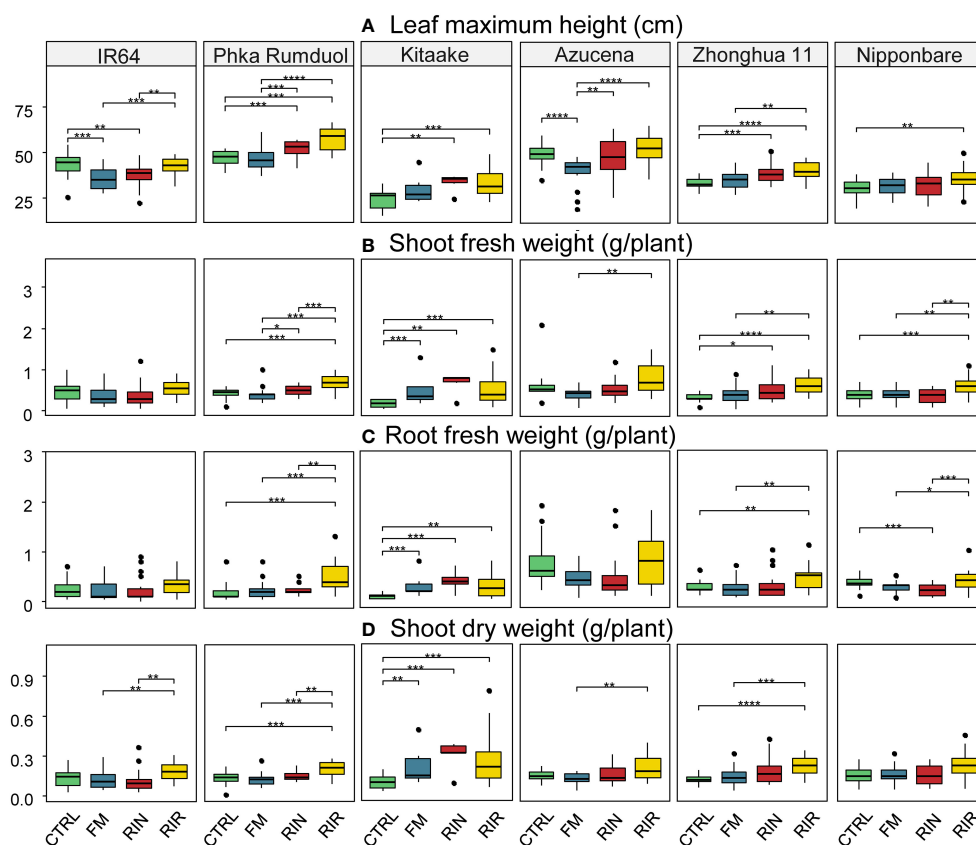 A Leaf maximum height (cm)
IR64 Phka Rumduol Kitaake Azucena Zhonghua 11 Nipponbare
75
50
25
*** ** *** **
*** *** *** ****
** ***
**** ** ****
*** **** **
**
B Shoot fresh weight (g/plant)
3
2
1
0
*** * *** ***
*** ** ***
**
* **** **
*** ** **
C Root fresh weight (g/plant)
3
2
1
0
*** *** **
*** *** **
** **
*** * ***
D Shoot dry weight (g/plant)
0.9
0.6
0.3
0.0
** **
*** *** **
** *** ***
**
**** ***
CTRL FM RIN RIR CTRL FM RIN RIR CTRL FM RIN RIR CTRL FM RIN RIR CTRL FM RIN RIR CTRL FM RIN RIR